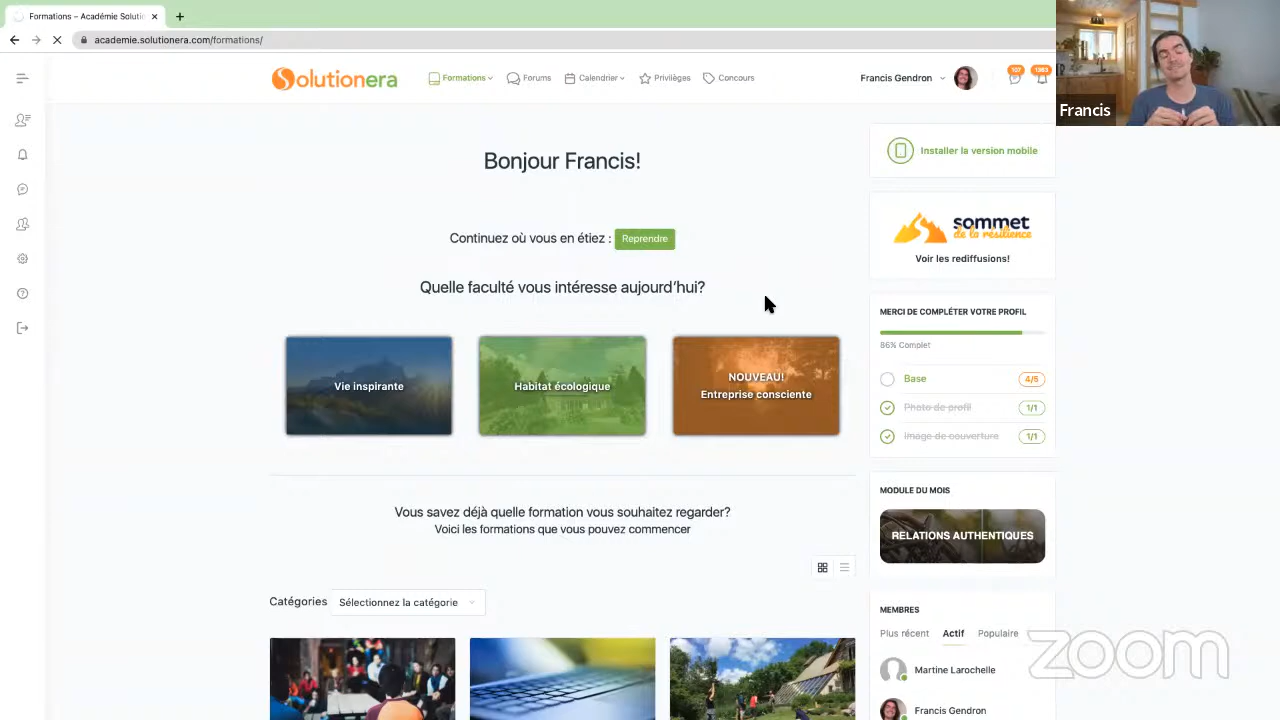 Formations – Académie Solutio
academie.solutionera.com/formations/
Solutionera
Formations
Forums
Calendrier
Privilèges
Concours
Francis Gendron
107
1383
Francis
Bonjour Francis!
Continuez où vous en étiez : Reprendre
Quelle faculté vous intéresse aujourd'hui?
Vie inspirante
Habitat écologique
NOUVEAU!
Entreprise consciente
Vous savez déjà quelle formation vous souhaitez regarder?
Voici les formations que vous pouvez commencer
Catégories
Sélectionnez la catégorie
Installer la version mobile
sommet
de la résilience
Voir les rediffusions!
MERCI DE COMPLÉTER VOTRE PROFIL
86% Complet
Base 4/5
Photo de profil 1/1
Image de couverture 1/1
MODULE DU MOIS
RELATIONS AUTHENTIQUES
MEMBRES
Plus récent Actif Populaire
Martine Larochelle
Francis Gendron
zoom